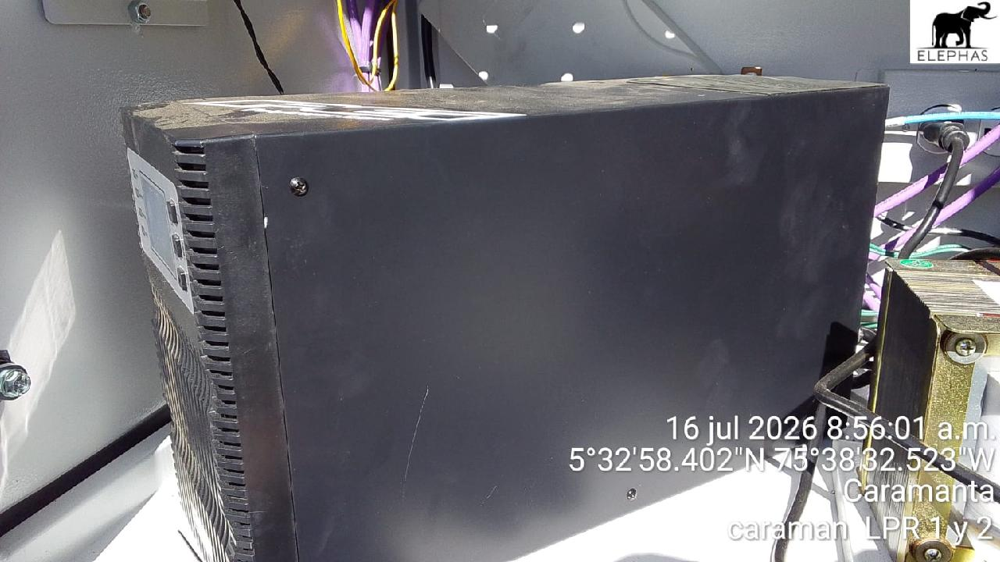 ELEPHAS
16 jul 2026 8:56:01 a.m.
5°32'58.402"N 75°38'32.523"W
Caramanta
caraman LPR 1 y 2